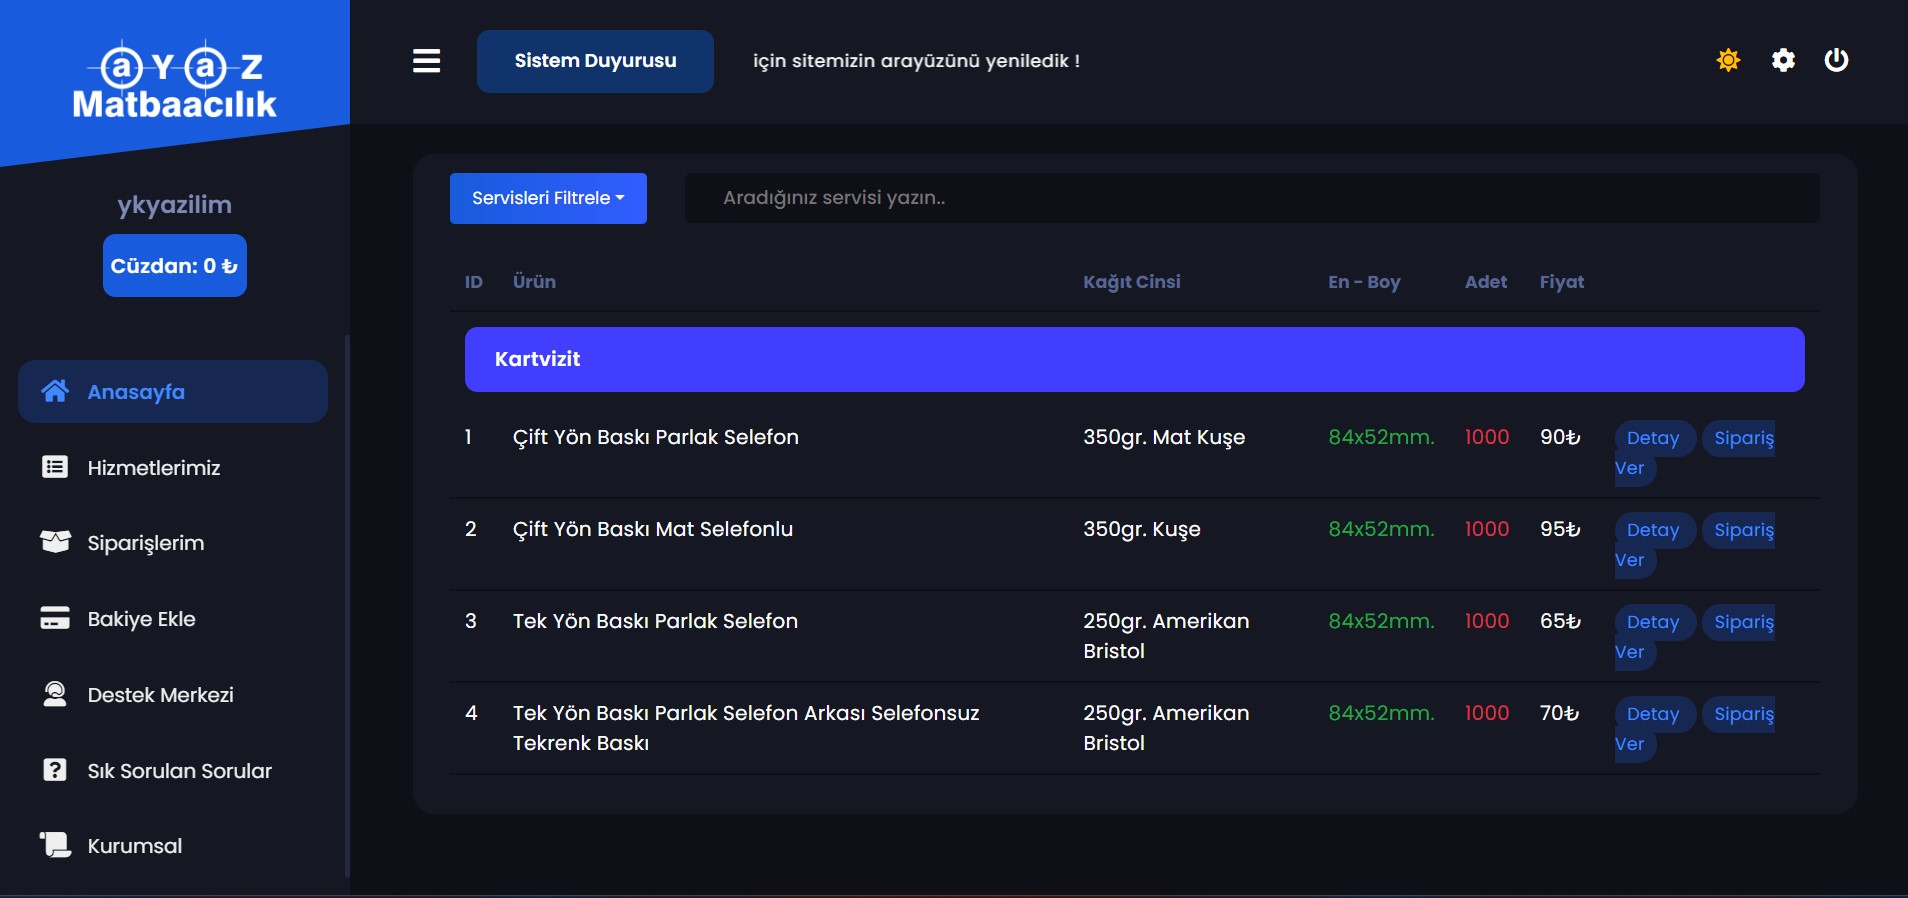 ayaz
Matbaacılık
ykyazilim
Cüzdan: 0 ₺
Anasayfa
Hizmetlerimiz
Siparişlerim
Bakiye Ekle
Destek Merkezi
Sık Sorulan Sorular
Kurumsal
Sistem Duyurusu
için sitemizin arayüzünü yeniledik !
Servisleri Filtrele
Aradığınız servisi yazın..
ID Ürün Kağıt Cinsi En - Boy Adet Fiyat
Kartvizit
1 Çift Yön Baskı Parlak Selefon 350gr. Mat Kuşe 84x52mm. 1000 90₺ Detay Sipariş
Ver
2 Çift Yön Baskı Mat Selefonlu 350gr. Kuşe 84x52mm. 1000 95₺ Detay Sipariş
Ver
3 Tek Yön Baskı Parlak Selefon 250gr. Amerikan 84x52mm. 1000 65₺ Detay Sipariş
Bristol Ver
4 Tek Yön Baskı Parlak Selefon Arkası Selefonsuz 250gr. Amerikan 84x52mm. 1000 70₺ Detay Sipariş
Tekrenk Baskı Bristol Ver